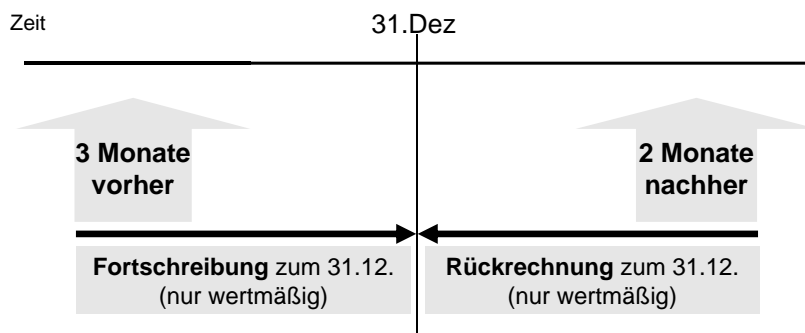 Zeit
31.Dez
3 Monate
vorher
2 Monate
nachher
Fortschreibung zum 31.12.
(nur wertmäßig)
Rückrechnung zum 31.12.
(nur wertmäßig)